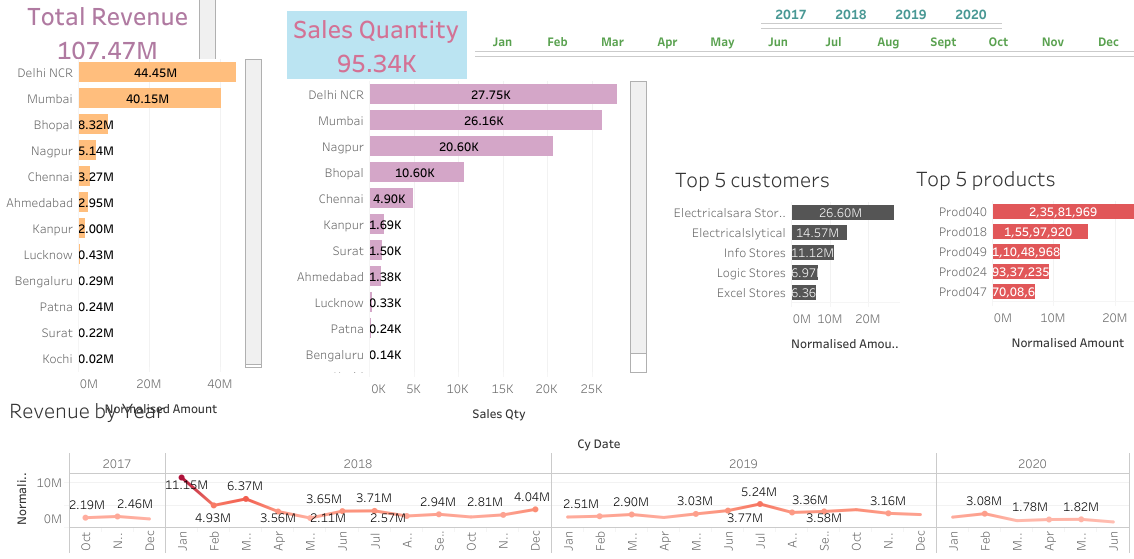 Total Revenue
107.47M
Delhi NCR 44.45M
Mumbai 40.15M
Bhopal 8.32M
Nagpur 5.14M
Chennai 3.27M
Ahmedabad 2.95M
Kanpur 2.00M
Lucknow 0.43M
Bengaluru 0.29M
Patna 0.24M
Surat 0.22M
Kochi 0.02M
0M 20M 40M
Normalised Amount
Sales Quantity
95.34K
Delhi NCR 27.75K
Mumbai 26.16K
Nagpur 20.60K
Bhopal 10.60K
Chennai 4.90K
Kanpur 1.69K
Surat 1.50K
Ahmedabad 1.38K
Lucknow 0.33K
Patna 0.24K
Bengaluru 0.14K
0K 5K 10K 15K 20K 25K
Sales Qty
2017 2018 2019 2020
Jan Feb Mar Apr May Jun Jul Aug Sept Oct Nov Dec
Top 5 customers
Electricalsara Stor.. 26.60M
Electricalslytical 14.57M
Info Stores 11.12M
Logic Stores 6.97
Excel Stores 6.36
0M 10M 20M
Normalised Amou..
Top 5 products
Prod040 2,35,81,969
Prod018 1,55,97,920
Prod049 1,10,48,968
Prod024 93,37,235
Prod047 70,08,6
0M 10M 20M
Normalised Amount
Revenue by Year
Cy Date
2017 2018 2019 2020
Normali..
10M
0M
2.19M 2.46M 11.15M 4.93M 6.37M 3.56M 2.11M 3.65M 3.71M 2.57M 2.94M 2.81M 4.04M 2.51M 2.90M 3.03M 3.77M 5.24M 3.36M 3.58M 3.16M 3.08M 1.78M 1.82M
Oct N.. Dec Jan Feb M.. Apr M.. Jun Jul A.. Se.. Oct N.. Dec Jan Feb M.. Apr M.. Jun Jul A.. Se.. Oct N.. Dec Jan Feb M.. Apr M.. Jun